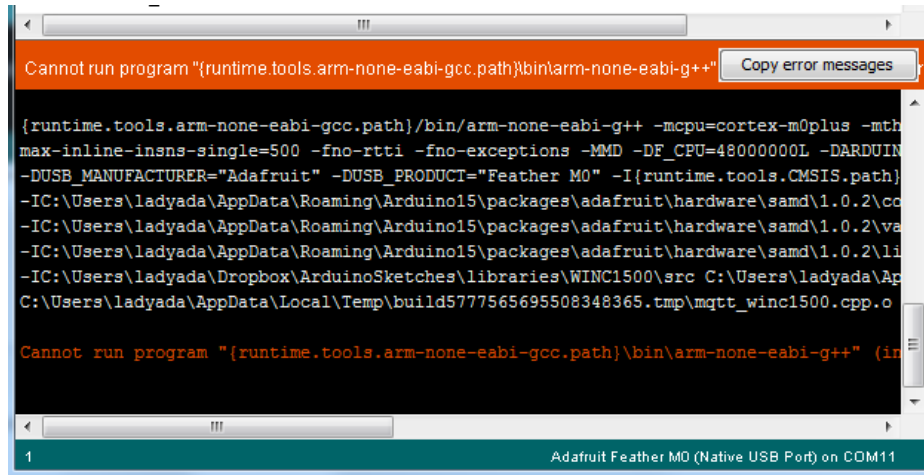 Cannot run program "{runtime.tools.arm-none-eabi-gcc.path}\bin\arm-none-eabi-g++"
Copy error messages
{runtime.tools.arm-none-eabi-gcc.path}/bin/arm-none-eabi-g++ -mcpu=cortex-m0plus -mth
max-inline-insns-single=500 -fno-rtti -fno-exceptions -MMD -DF_CPU=48000000L -DARDUIN
-DUSB_MANUFACTURER="Adafruit" -DUSB_PRODUCT="Feather M0" -I{runtime.tools.CMSIS.path}
-IC:\Users\ladyada\AppData\Roaming\Arduino15\packages\adafruit\hardware\samd\1.0.2\co
-IC:\Users\ladyada\AppData\Roaming\Arduino15\packages\adafruit\hardware\samd\1.0.2\va
-IC:\Users\ladyada\AppData\Roaming\Arduino15\packages\adafruit\hardware\samd\1.0.2\li
-IC:\Users\ladyada\Dropbox\ArduinoSketches\libraries\WINC1500\src C:\Users\ladyada\Ap
C:\Users\ladyada\AppData\Local\Temp\build5777565695508348365.tmp\mqtt_winc1500.cpp.o
Cannot run program "{runtime.tools.arm-none-eabi-gcc.path}\bin\arm-none-eabi-g++" (in
1
Adafruit Feather M0 (Native USB Port) on COM11